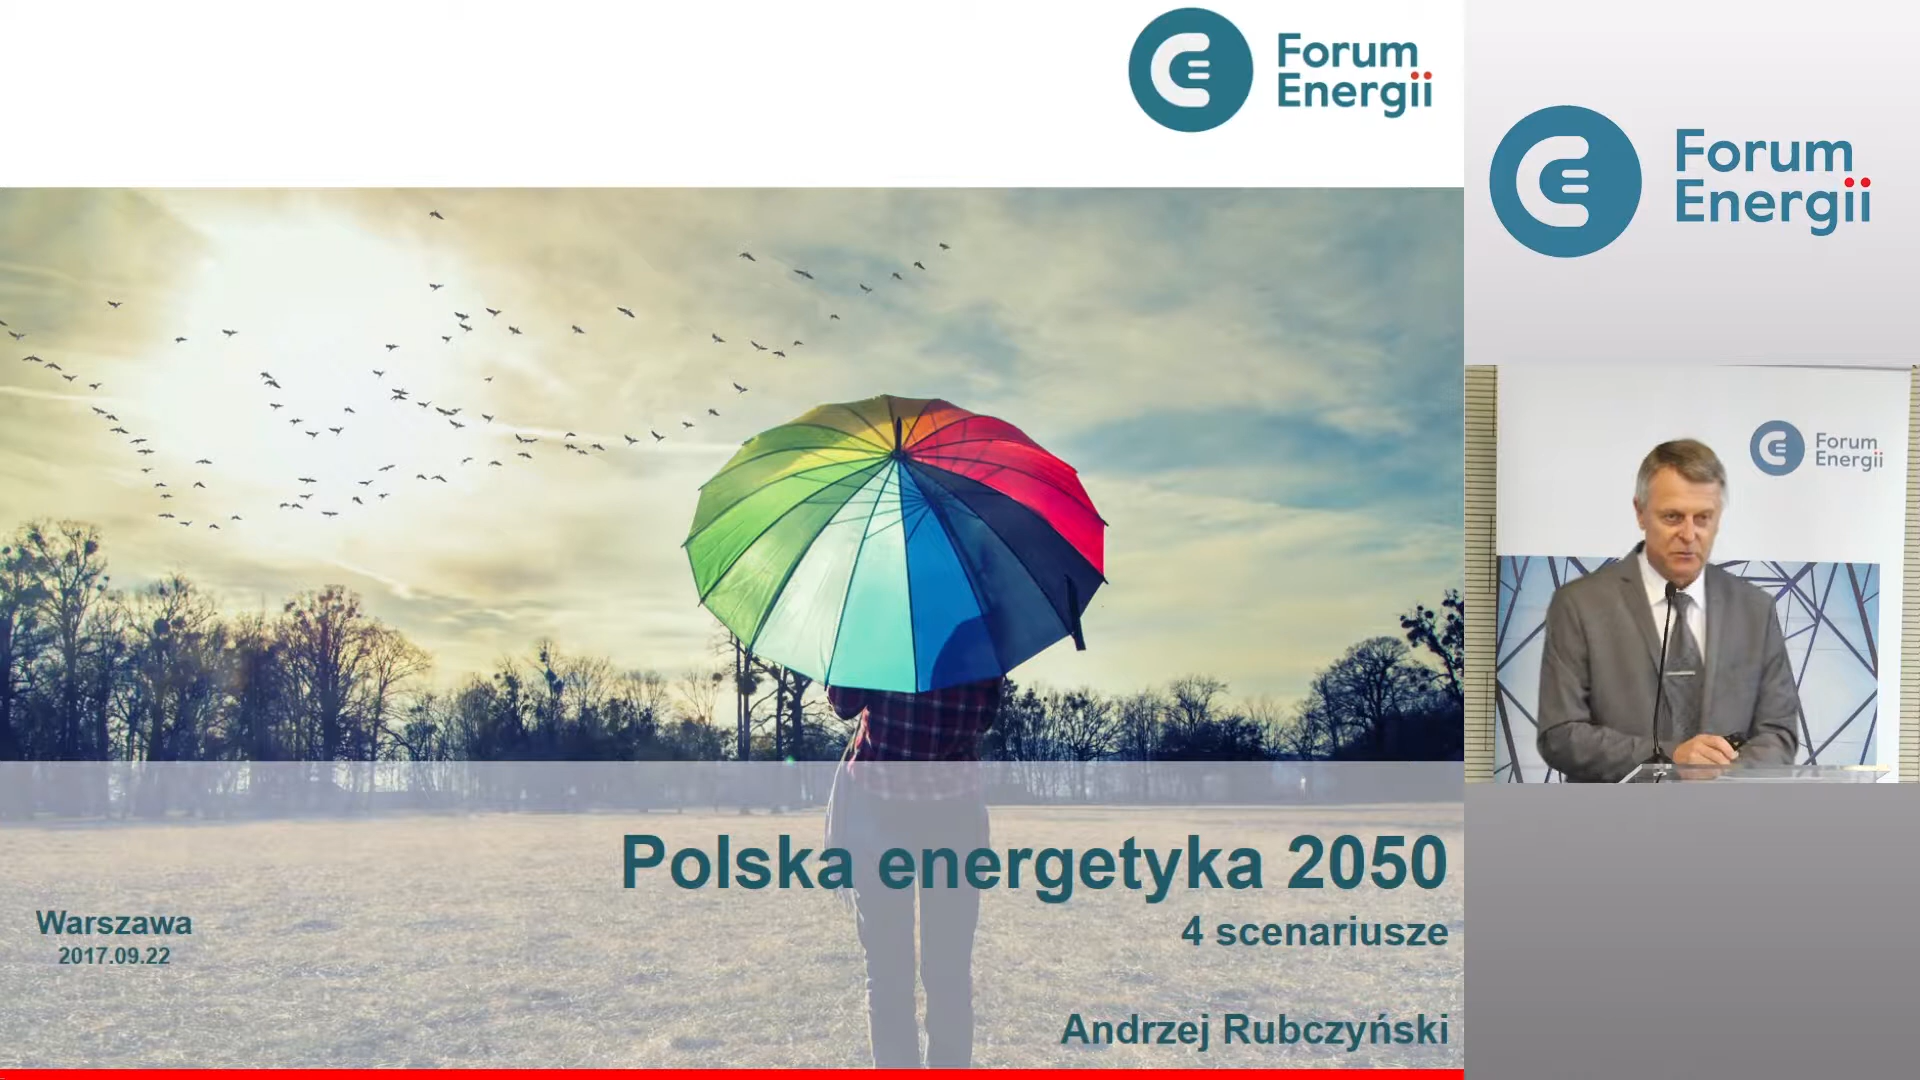 Forum
Energii
Polska energetyka 2050
4 scenariusze
Warszawa
2017.09.22
Andrzej Rubczyński
Forum
Energii
Forum
Energii